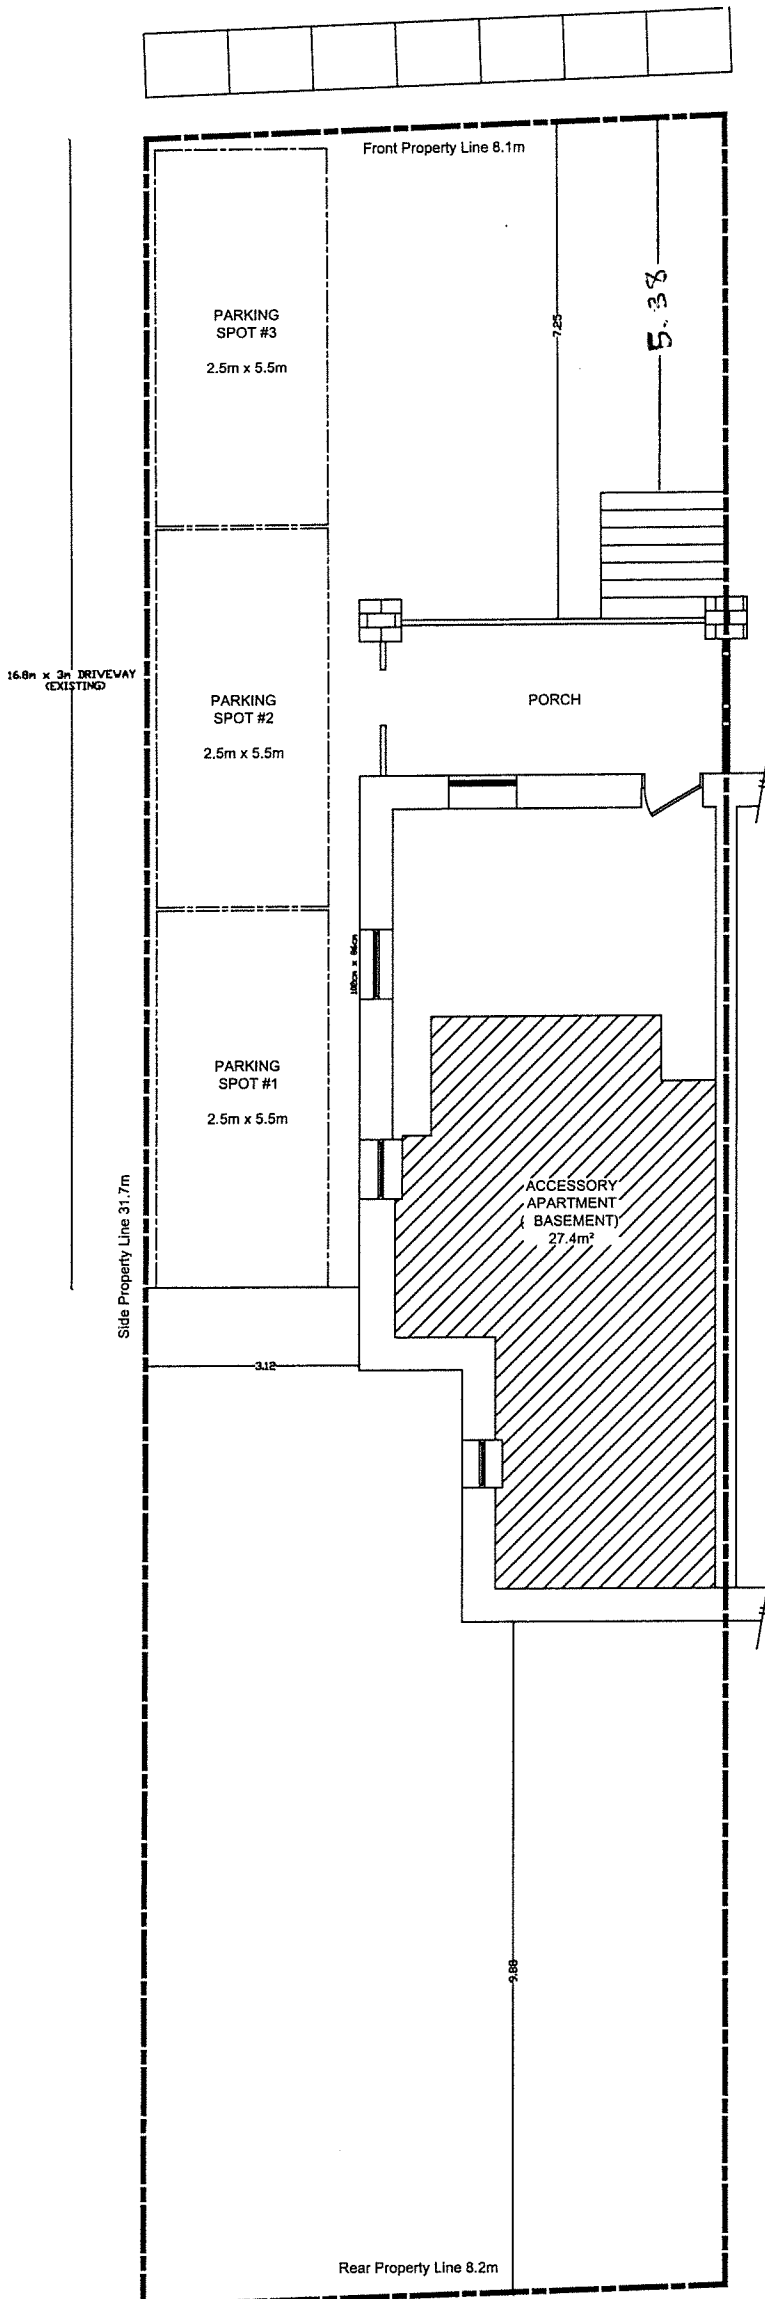 Front Property Line 8.1m
PARKING
SPOT #3
2.5m x 5.5m
7.25
5.38
16.8m x 3m DRIVEWAY
(EXISTING)
PARKING
SPOT #2
2.5m x 5.5m
PORCH
100cm x 86cm
PARKING
SPOT #1
2.5m x 5.5m
Side Property Line 31.7m
ACCESSORY
APARTMENT
( BASEMENT)
27.4m²
3.12
9.88
Rear Property Line 8.2m